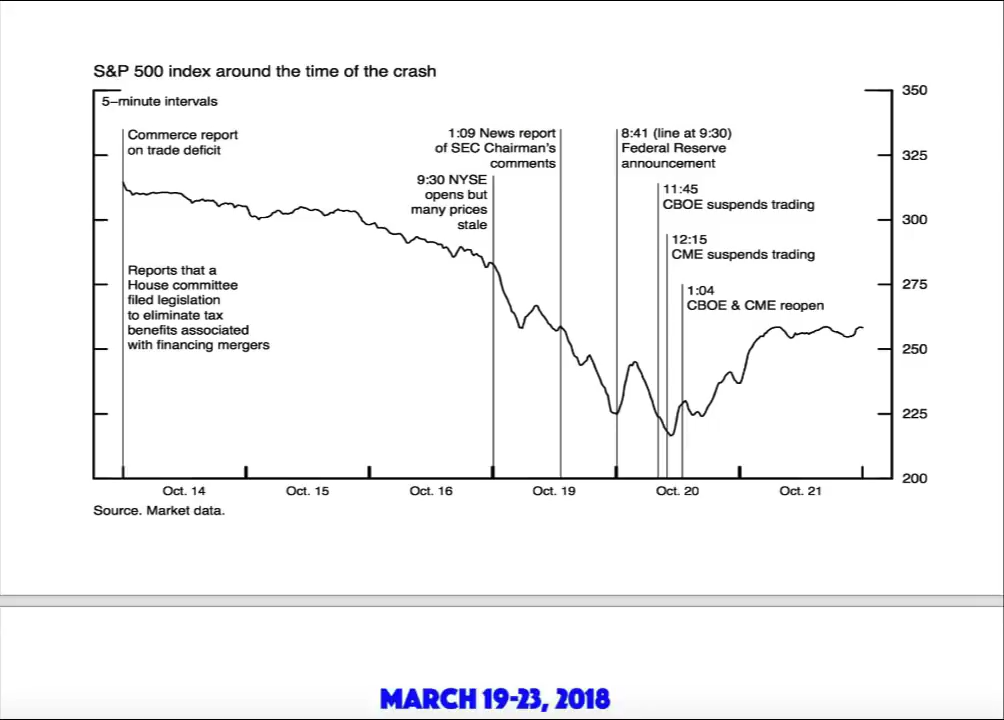 S&P 500 index around the time of the crash
5–minute intervals
Commerce report
on trade deficit
Reports that a
House committee
filed legislation
to eliminate tax
benefits associated
with financing mergers
9:30 NYSE
opens but
many prices
stale
1:09 News report
of SEC Chairman's
comments
8:41 (line at 9:30)
Federal Reserve
announcement
11:45
CBOE suspends trading
12:15
CME suspends trading
1:04
CBOE & CME reopen
350
325
300
275
250
225
200
Oct. 14
Oct. 15
Oct. 16
Oct. 19
Oct. 20
Oct. 21
Source. Market data.
MARCH 19-23, 2018